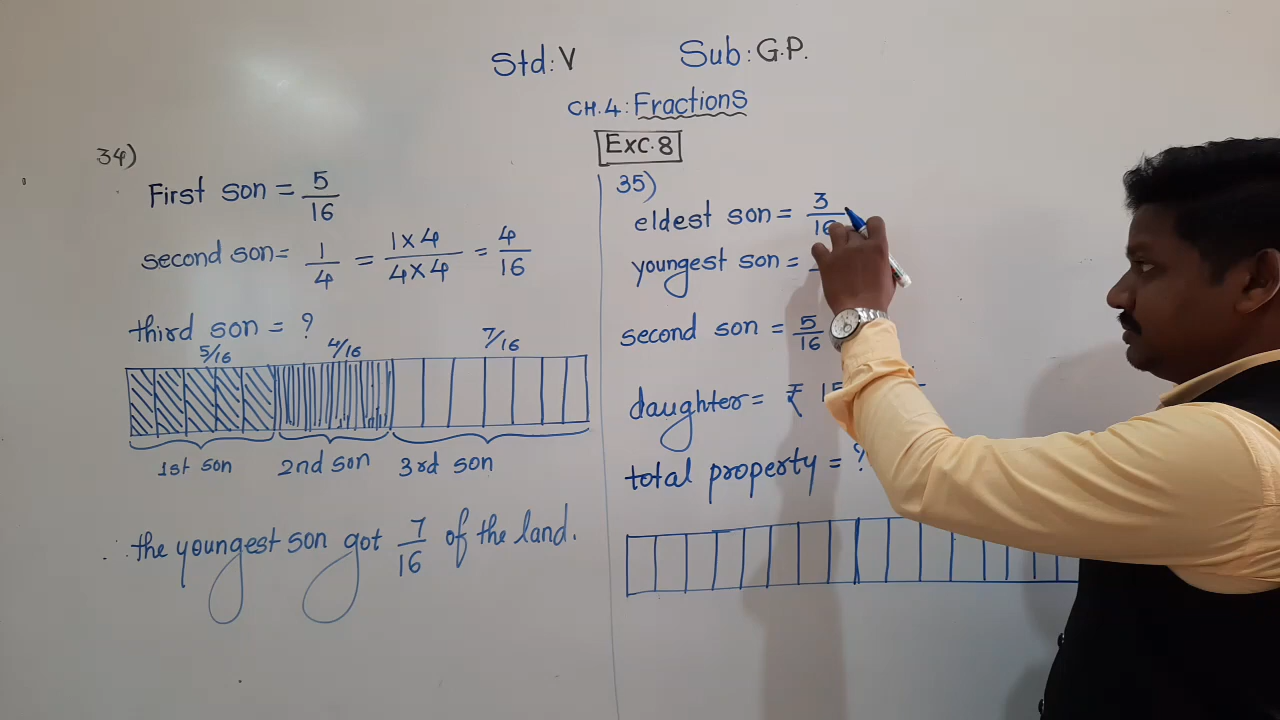 Std: V Sub: G.P.
CH.4: Fractions
Exc.8
34)
First son = 5/16
second son = 1/4 = 1×4/4×4 = 4/16
third son = ?
5/16 4/16 7/16
1st son 2nd son 3rd son
the youngest son got 7/16 of the land.
35)
eldest son = 3/16
youngest son =
second son = 5/16
daughter = ₹
total property = ?